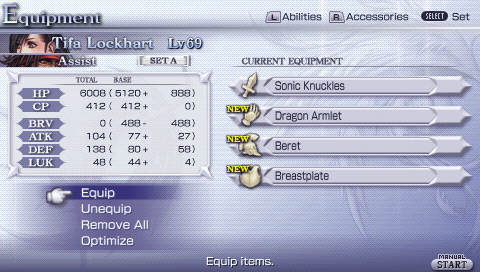 Equipment
L Abilities R Accessories SELECT Set
Tifa Lockhart Lv69
Assist SET A
CURRENT EQUIPMENT
TOTAL BASE
HP 6008 ( 5120 + 888)
CP 412 ( 412 + 0)
BRV 0 ( 488 - 488)
ATK 104 ( 77 + 27)
DEF 138 ( 80 + 58)
LUK 48 ( 44 + 4)
Sonic Knuckles
NEW Dragon Armlet
NEW Beret
NEW Breastplate
Equip
Unequip
Remove All
Optimize
Equip items.
MANUAL
START